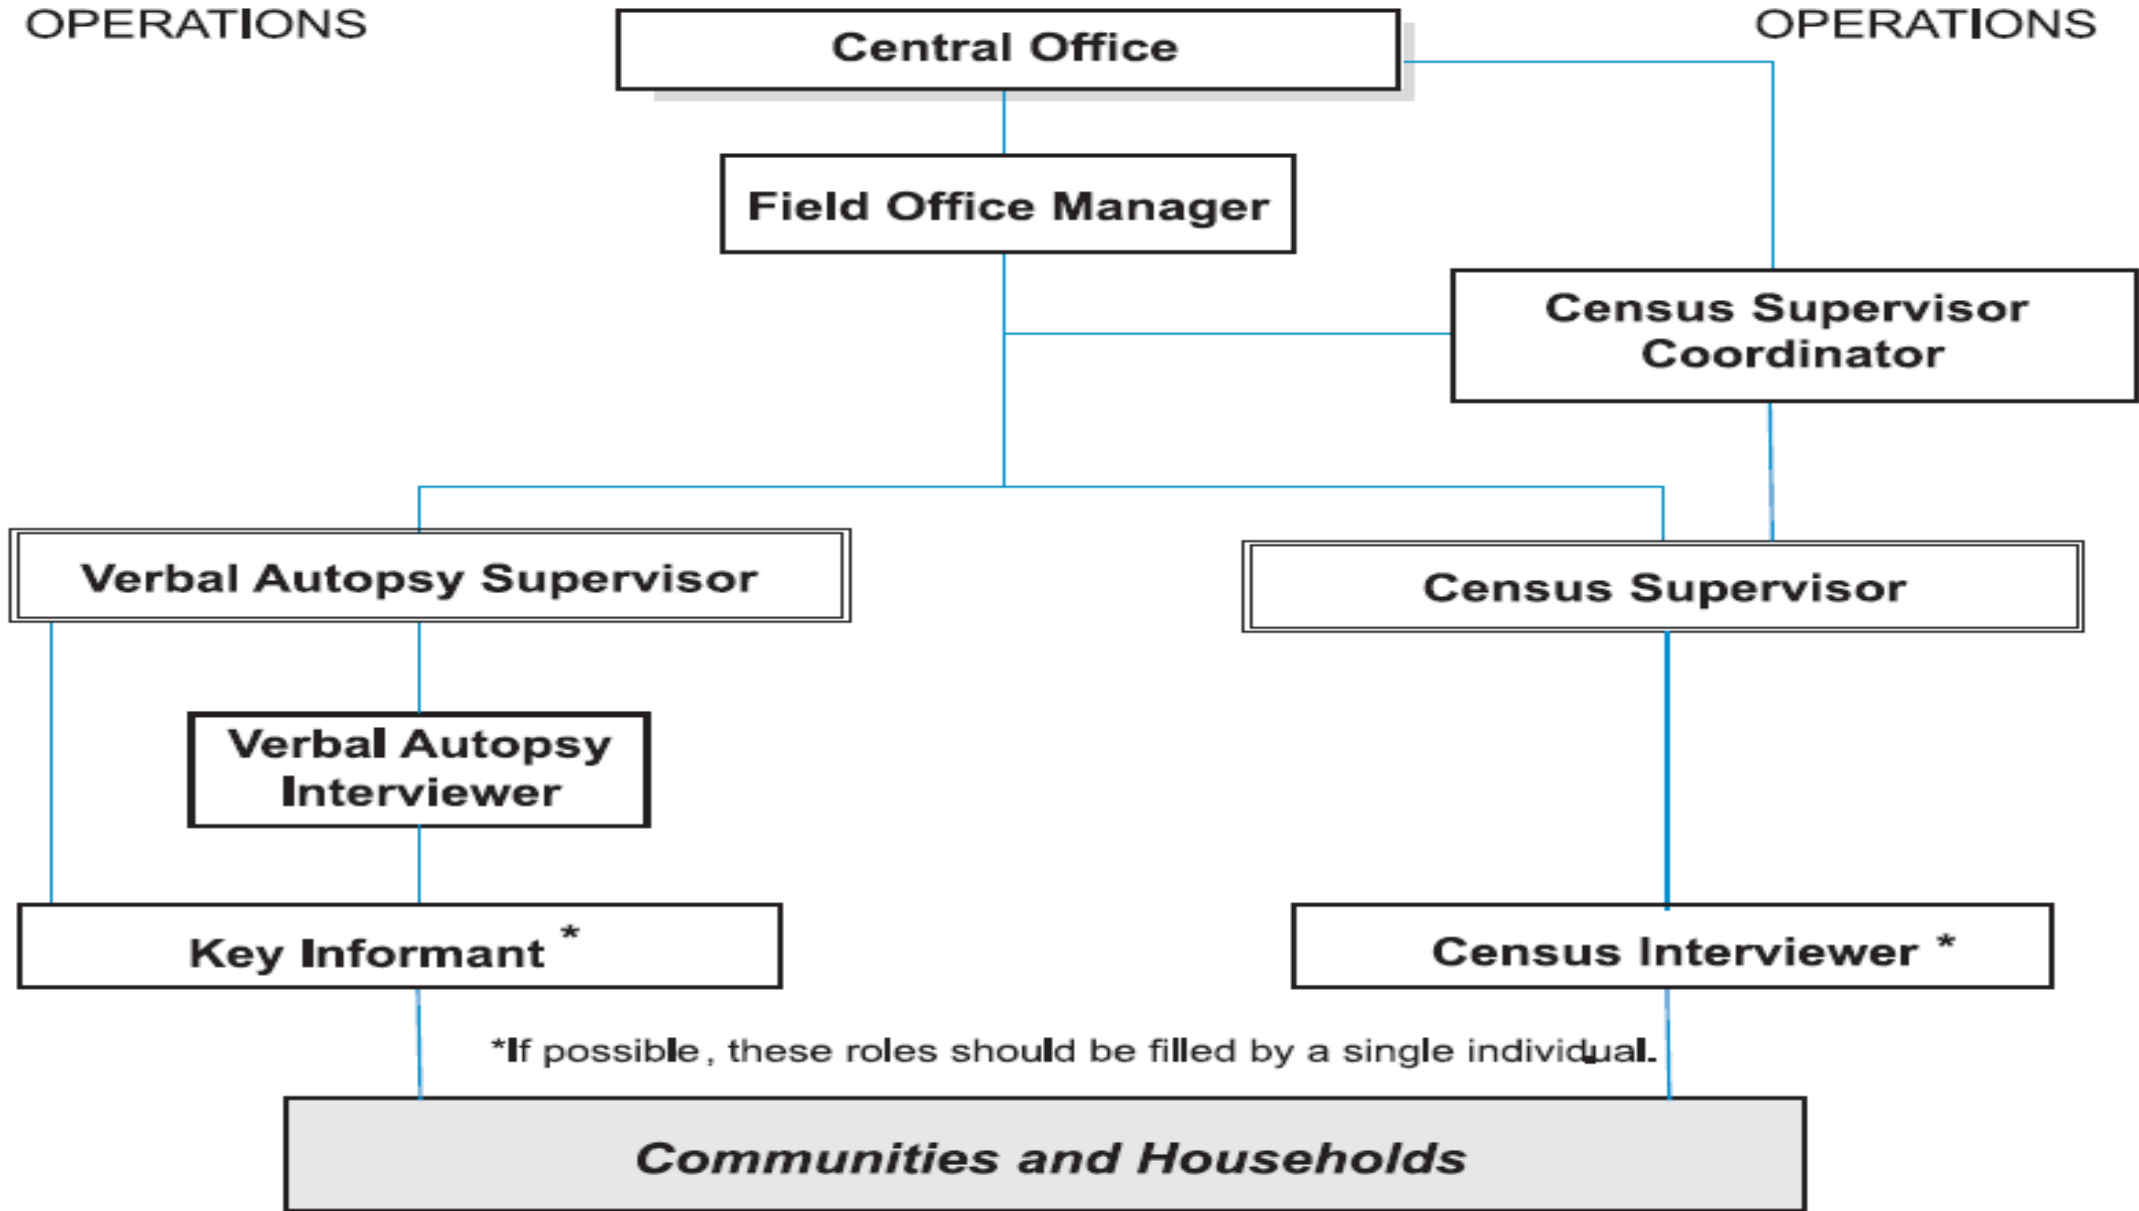 OPERATIONS
Central Office
OPERATIONS
Field Office Manager
Census Supervisor
Coordinator
Verbal Autopsy Supervisor
Census Supervisor
Verbal Autopsy
Interviewer
Key Informant *
Census Interviewer *
*If possible, these roles should be filled by a single individual.
Communities and Households